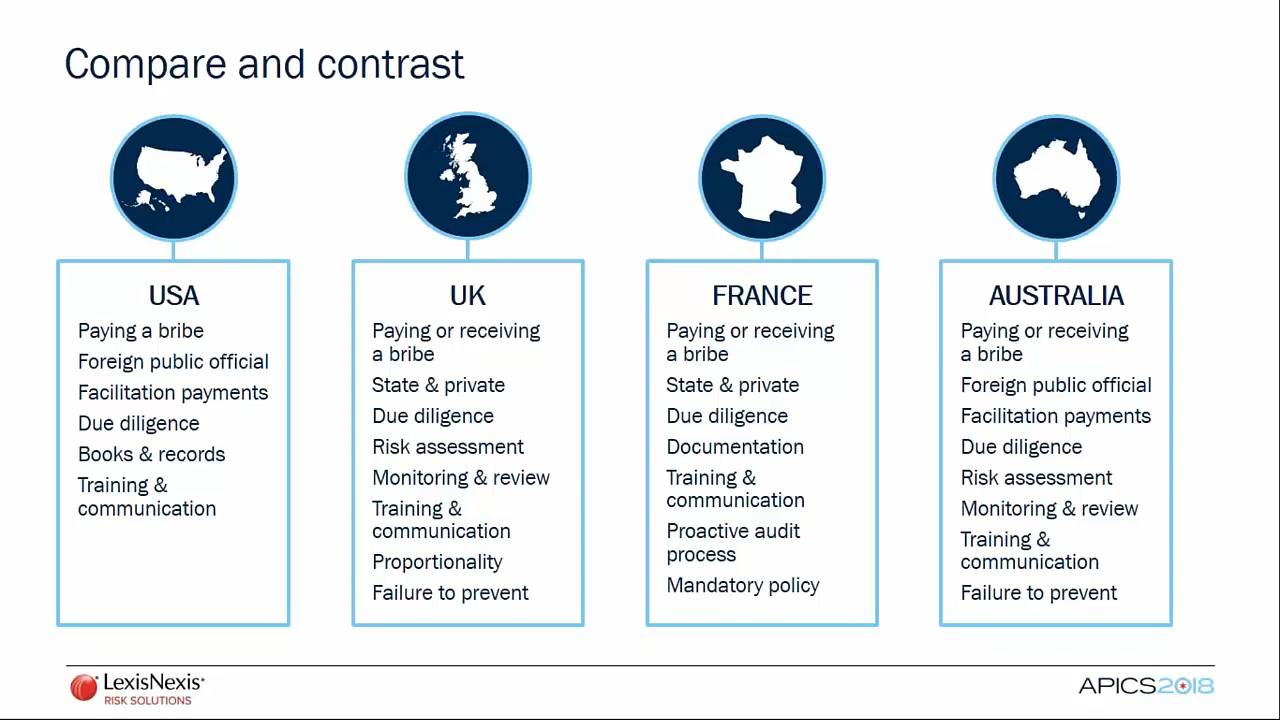 Compare and contrast
USA
Paying a bribe
Foreign public official
Facilitation payments
Due diligence
Books & records
Training &
communication
UK
Paying or receiving
a bribe
State & private
Due diligence
Risk assessment
Monitoring & review
Training &
communication
Proportionality
Failure to prevent
FRANCE
Paying or receiving
a bribe
State & private
Due diligence
Documentation
Training &
communication
Proactive audit
process
Mandatory policy
AUSTRALIA
Paying or receiving
a bribe
Foreign public official
Facilitation payments
Due diligence
Risk assessment
Monitoring & review
Training &
communication
Failure to prevent
LexisNexis®
RISK SOLUTIONS
APICS2018